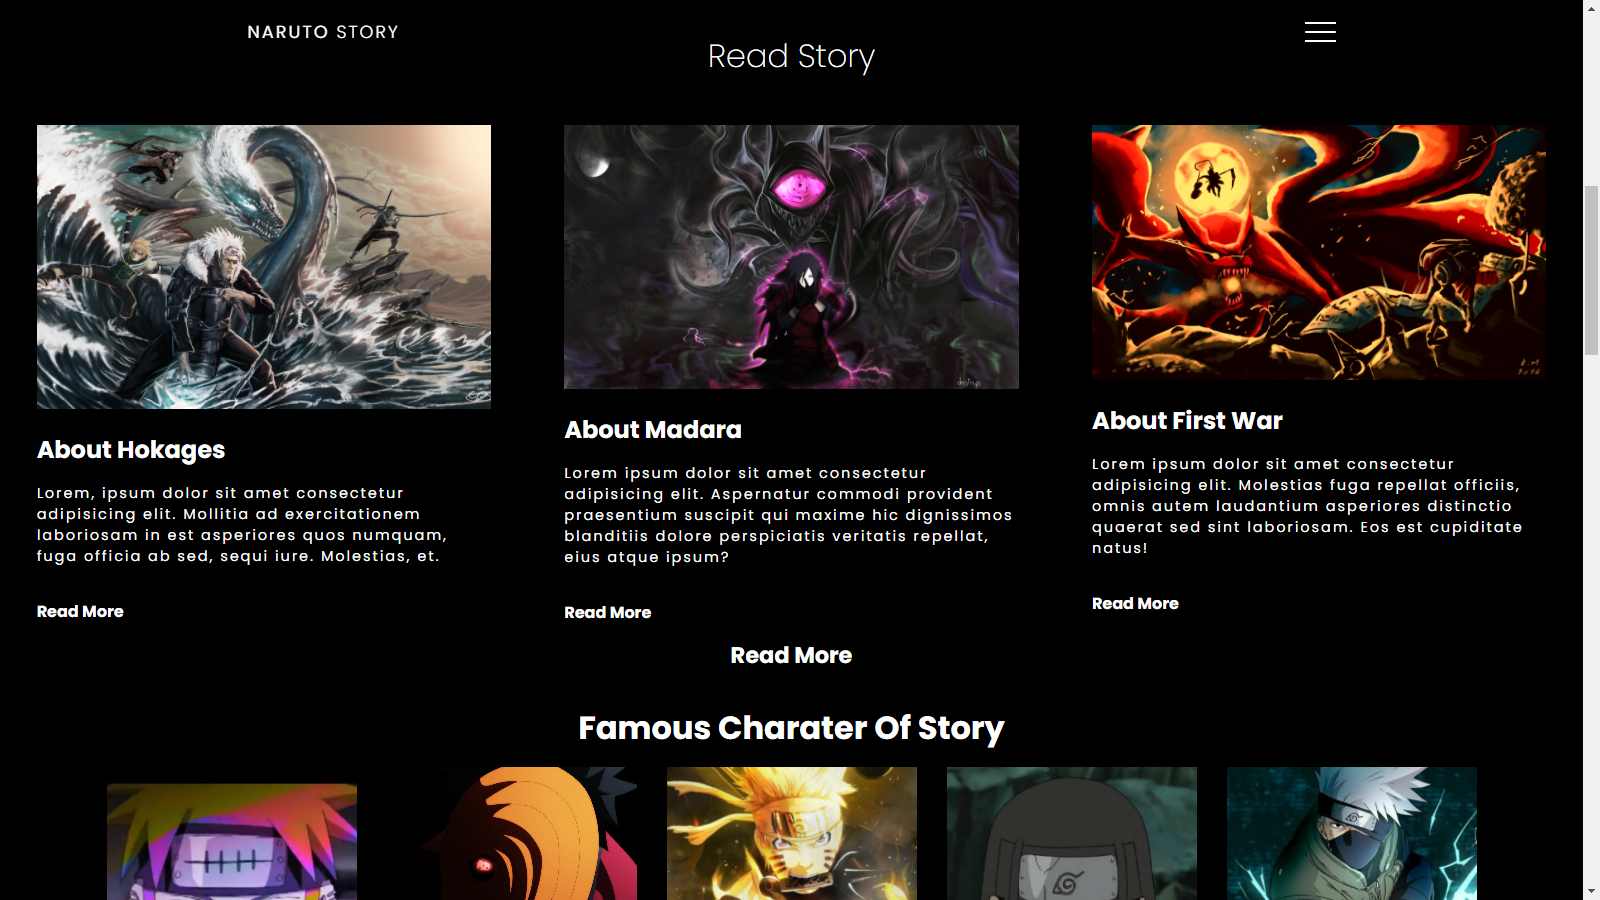 NARUTO STORY
Read Story
About Hokages
Lorem, ipsum dolor sit amet consectetur
adipisicing elit. Mollitia ad exercitationem
laboriosam in est asperiores quos numquam,
fuga officia ab sed, sequi iure. Molestias, et.
Read More
About Madara
Lorem ipsum dolor sit amet consectetur
adipisicing elit. Aspernatur commodi provident
praesentium suscipit qui maxime hic dignissimos
blanditiis dolore perspiciatis veritatis repellat,
eius atque ipsum?
Read More
About First War
Lorem ipsum dolor sit amet consectetur
adipisicing elit. Molestias fuga repellat officiis,
omnis autem laudantium asperiores distinctio
quaerat sed sint laboriosam. Eos est cupiditate
natus!
Read More
Read More
Famous Charater Of Story